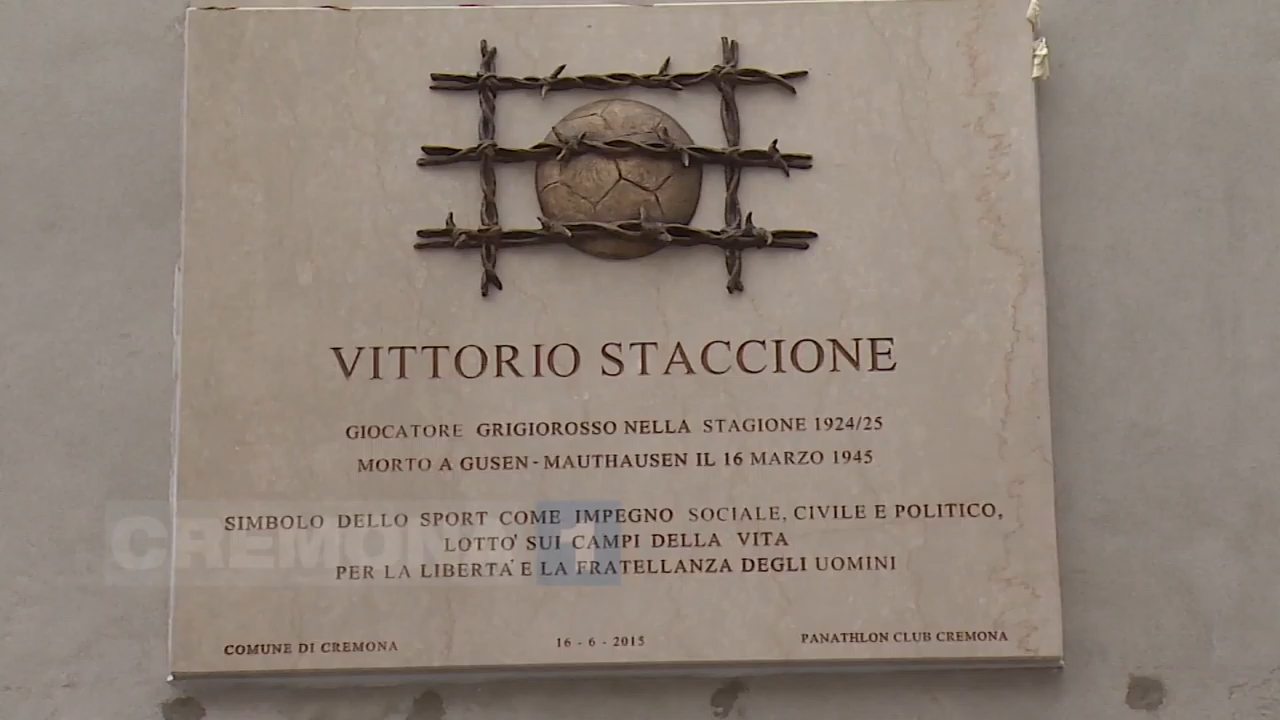 VITTORIO STACCIONE
GIOCATORE GRIGIOROSSO NELLA STAGIONE 1924/25
MORTO A GUSEN - MAUTHAUSEN IL 16 MARZO 1945
SIMBOLO DELLO SPORT COME IMPEGNO SOCIALE, CIVILE E POLITICO,
LOTTO' SUI CAMPI DELLA VITA
PER LA LIBERTA' E LA FRATELLANZA DEGLI UOMINI
CREMONA 1
COMUNE DI CREMONA
16 - 6 - 2015
PANATHLON CLUB CREMONA